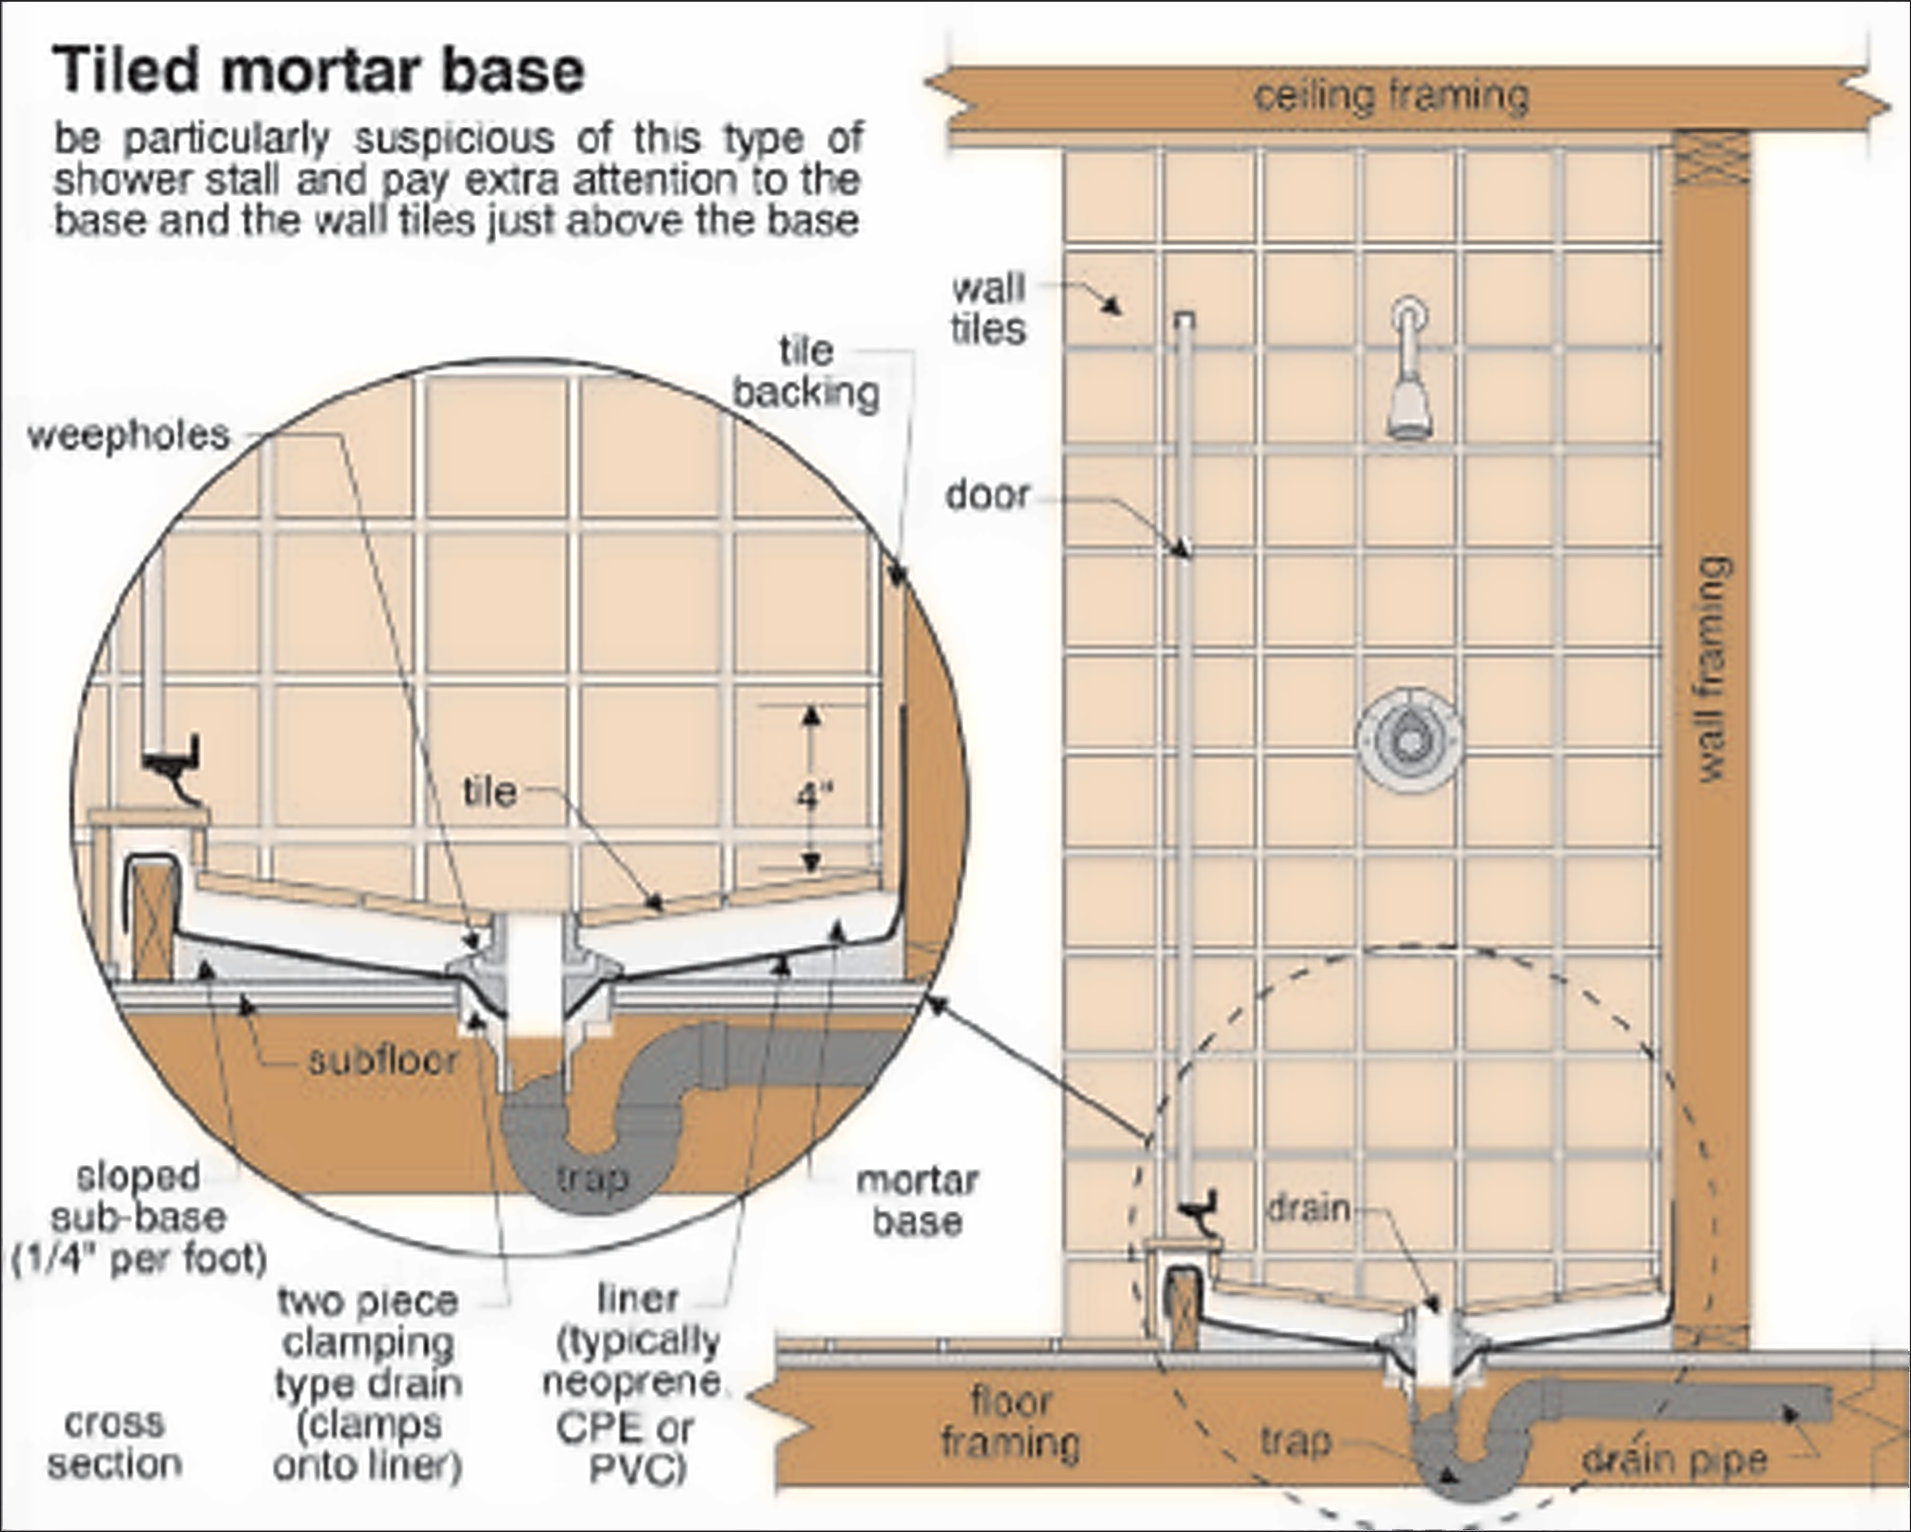 Tiled mortar base
be particularly suspicious of this type of
shower stall and pay extra attention to the
base and the wall tiles just above the base
ceiling framing
wall
tiles
tile
backing
weepholes
door
wall framing
tile
4"
subfloor
trap
sloped
sub-base
(1/4" per foot)
mortar
base
drain
two piece
clamping
type drain
(clamps
onto liner)
liner
(typically
neoprene,
CPE or
PVC)
cross
section
floor
framing
trap
drain pipe